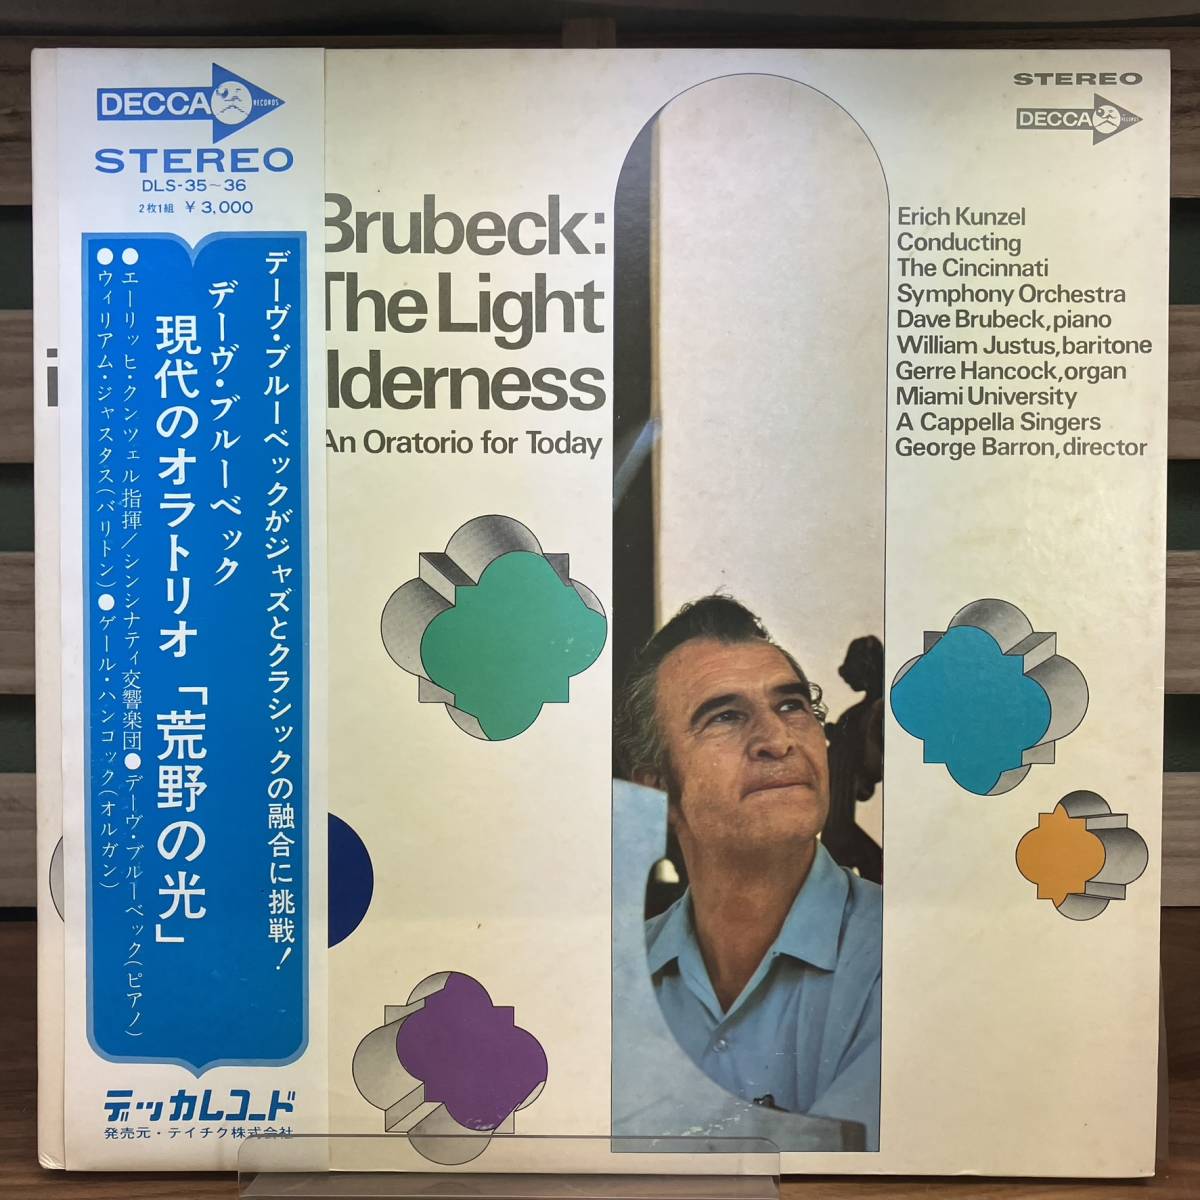 DECCA RECORDS
STEREO
DLS-35~36
2枚1組 ¥3,000
デーヴ・ブルーベックがジャズとクラシックの融合に挑戦!
デーヴ・ブルーベック
現代のオラトリオ「荒野の光」
●エーリッヒ・クンツェル指揮/シンシナティ交響楽団●デーヴ・ブルーベック(ピアノ)
●ウィリアム・ジャスタス(バリトン)●ゲール・ハンコック(オルガン)
デッカレコード
発売元・テイチク株式会社
Brubeck:
The Light
i lderness
An Oratorio for Today
STEREO
DECCA RECORDS
Erich Kunzel
Conducting
The Cincinnati
Symphony Orchestra
Dave Brubeck, piano
William Justus, baritone
Gerre Hancock, organ
Miami University
A Cappella Singers
George Barron, director